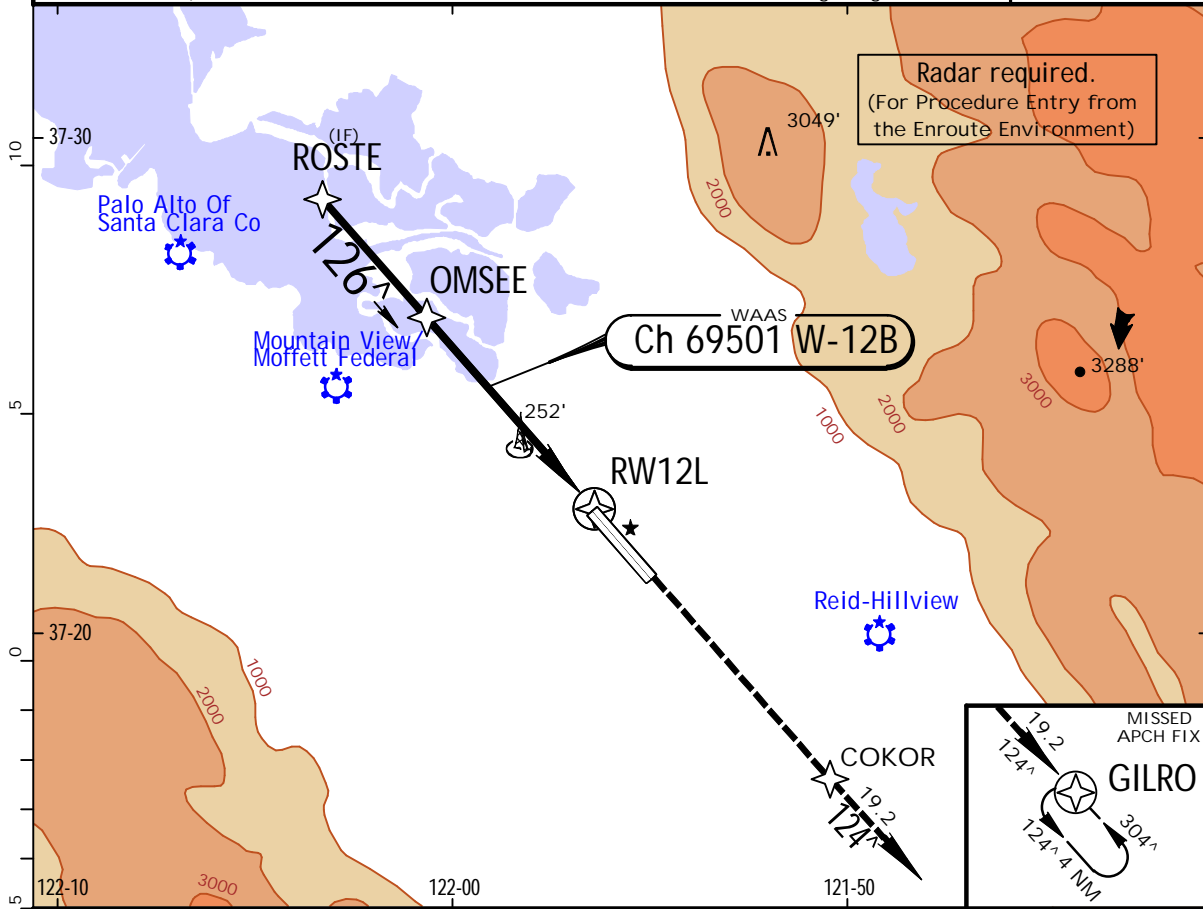 Radar required.
(For Procedure Entry from
the Enroute Environment)
3049'
37-30
10
(IF)
ROSTE
2000
Palo Alto Of
Santa Clara Co
126^
OMSEE
WAAS
Ch 69501 W-12B
Mountain View/
Moffett Federal
3288'
3000
2000
1000
5
252'
RW12L
Reid-Hillview
37-20
0
1000
2000
COKOR
19.2
124^
3000
5
122-10
122-00
121-50
MISSED
APCH FIX
19.2
124^
GILRO
304^
124^ 4 NM